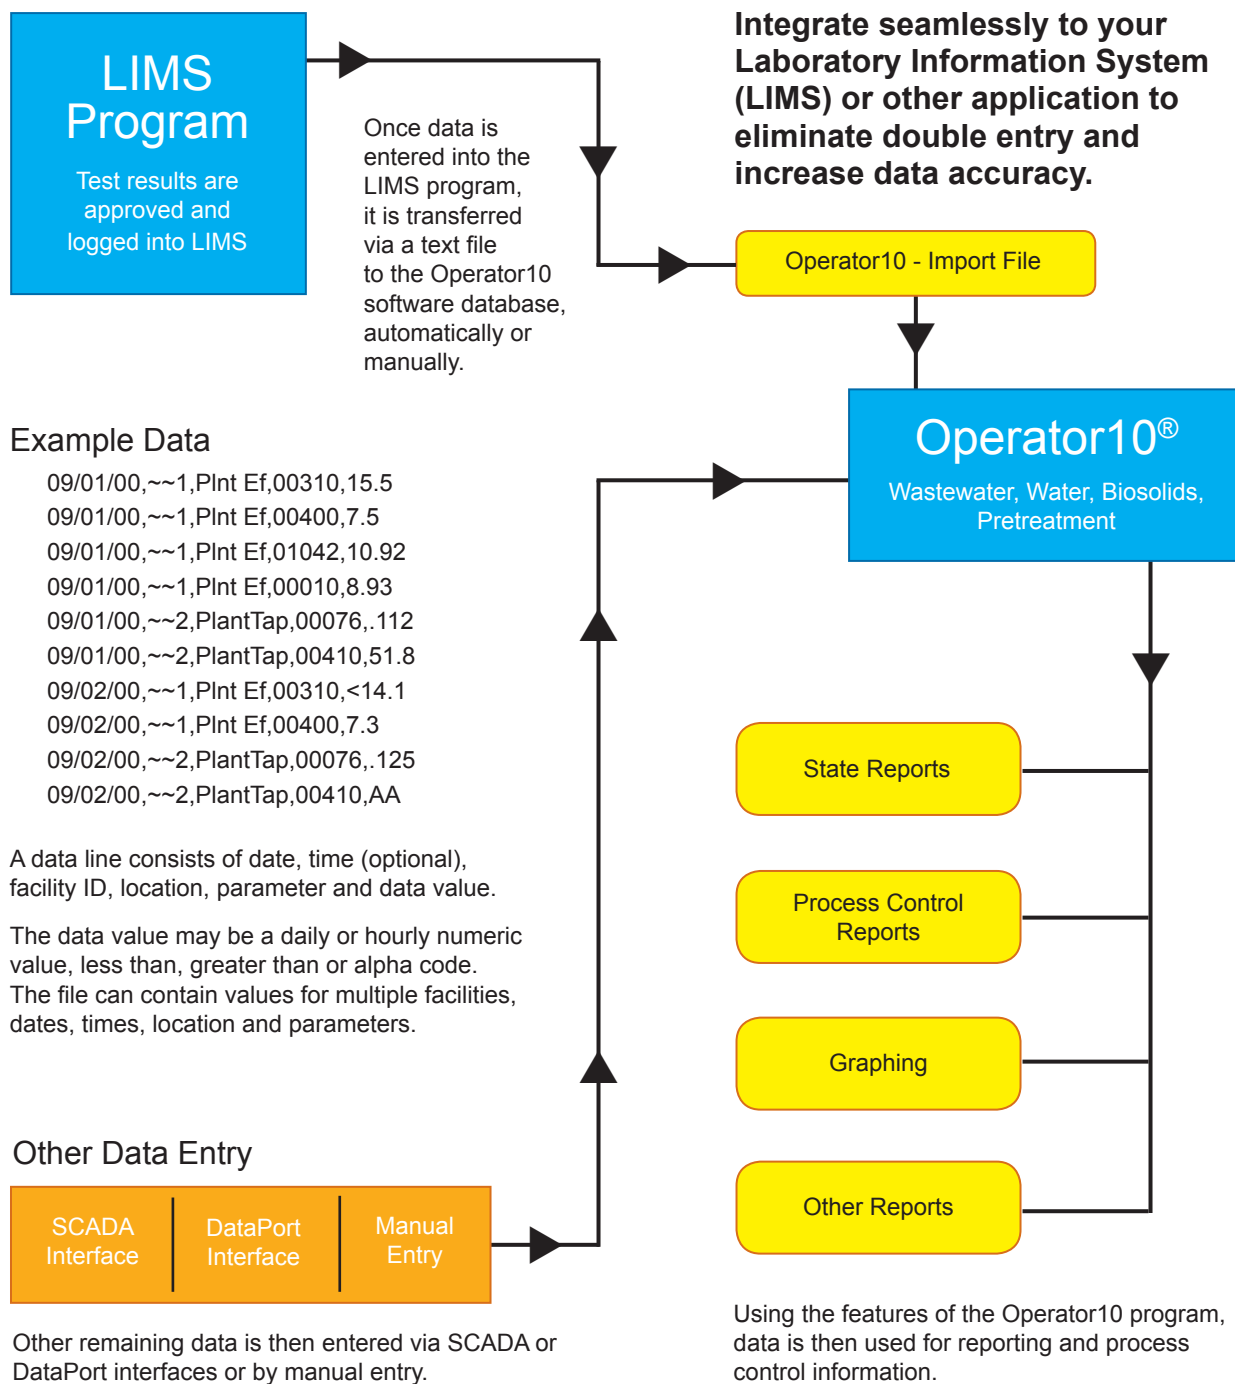 LIMS
Program
Test results are
approved and
logged into LIMS
Once data is
entered into the
LIMS program,
it is transferred
via a text file
to the Operator10
software database,
automatically or
manually.
Integrate seamlessly to your
Laboratory Information System
(LIMS) or other application to
eliminate double entry and
increase data accuracy.
Operator10 - Import File
Operator10®
Wastewater, Water, Biosolids,
Pretreatment
Example Data
09/01/00,~~1,Plnt Ef,00310,15.5
09/01/00,~~1,Plnt Ef,00400,7.5
09/01/00,~~1,Plnt Ef,01042,10.92
09/01/00,~~1,Plnt Ef,00010,8.93
09/01/00,~~2,PlantTap,00076,.112
09/01/00,~~2,PlantTap,00410,51.8
09/02/00,~~1,Plnt Ef,00310,<14.1
09/02/00,~~1,Plnt Ef,00400,7.3
09/02/00,~~2,PlantTap,00076,.125
09/02/00,~~2,PlantTap,00410,AA
A data line consists of date, time (optional),
facility ID, location, parameter and data value.
The data value may be a daily or hourly numeric
value, less than, greater than or alpha code.
The file can contain values for multiple facilities,
dates, times, location and parameters.
State Reports
Process Control
Reports
Graphing
Other Reports
Other Data Entry
SCADA
Interface
DataPort
Interface
Manual
Entry
Other remaining data is then entered via SCADA or
DataPort interfaces or by manual entry.
Using the features of the Operator10 program,
data is then used for reporting and process
control information.